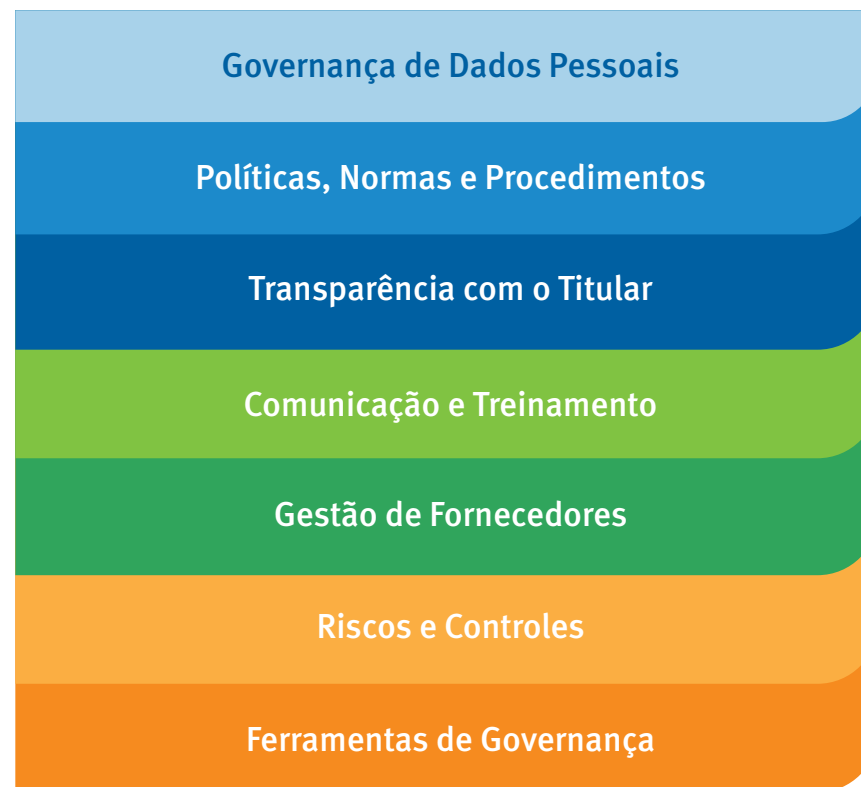 Governança de Dados Pessoais
Políticas, Normas e Procedimentos
Transparência com o Titular
Comunicação e Treinamento
Gestão de Fornecedores
Riscos e Controles
Ferramentas de Governança